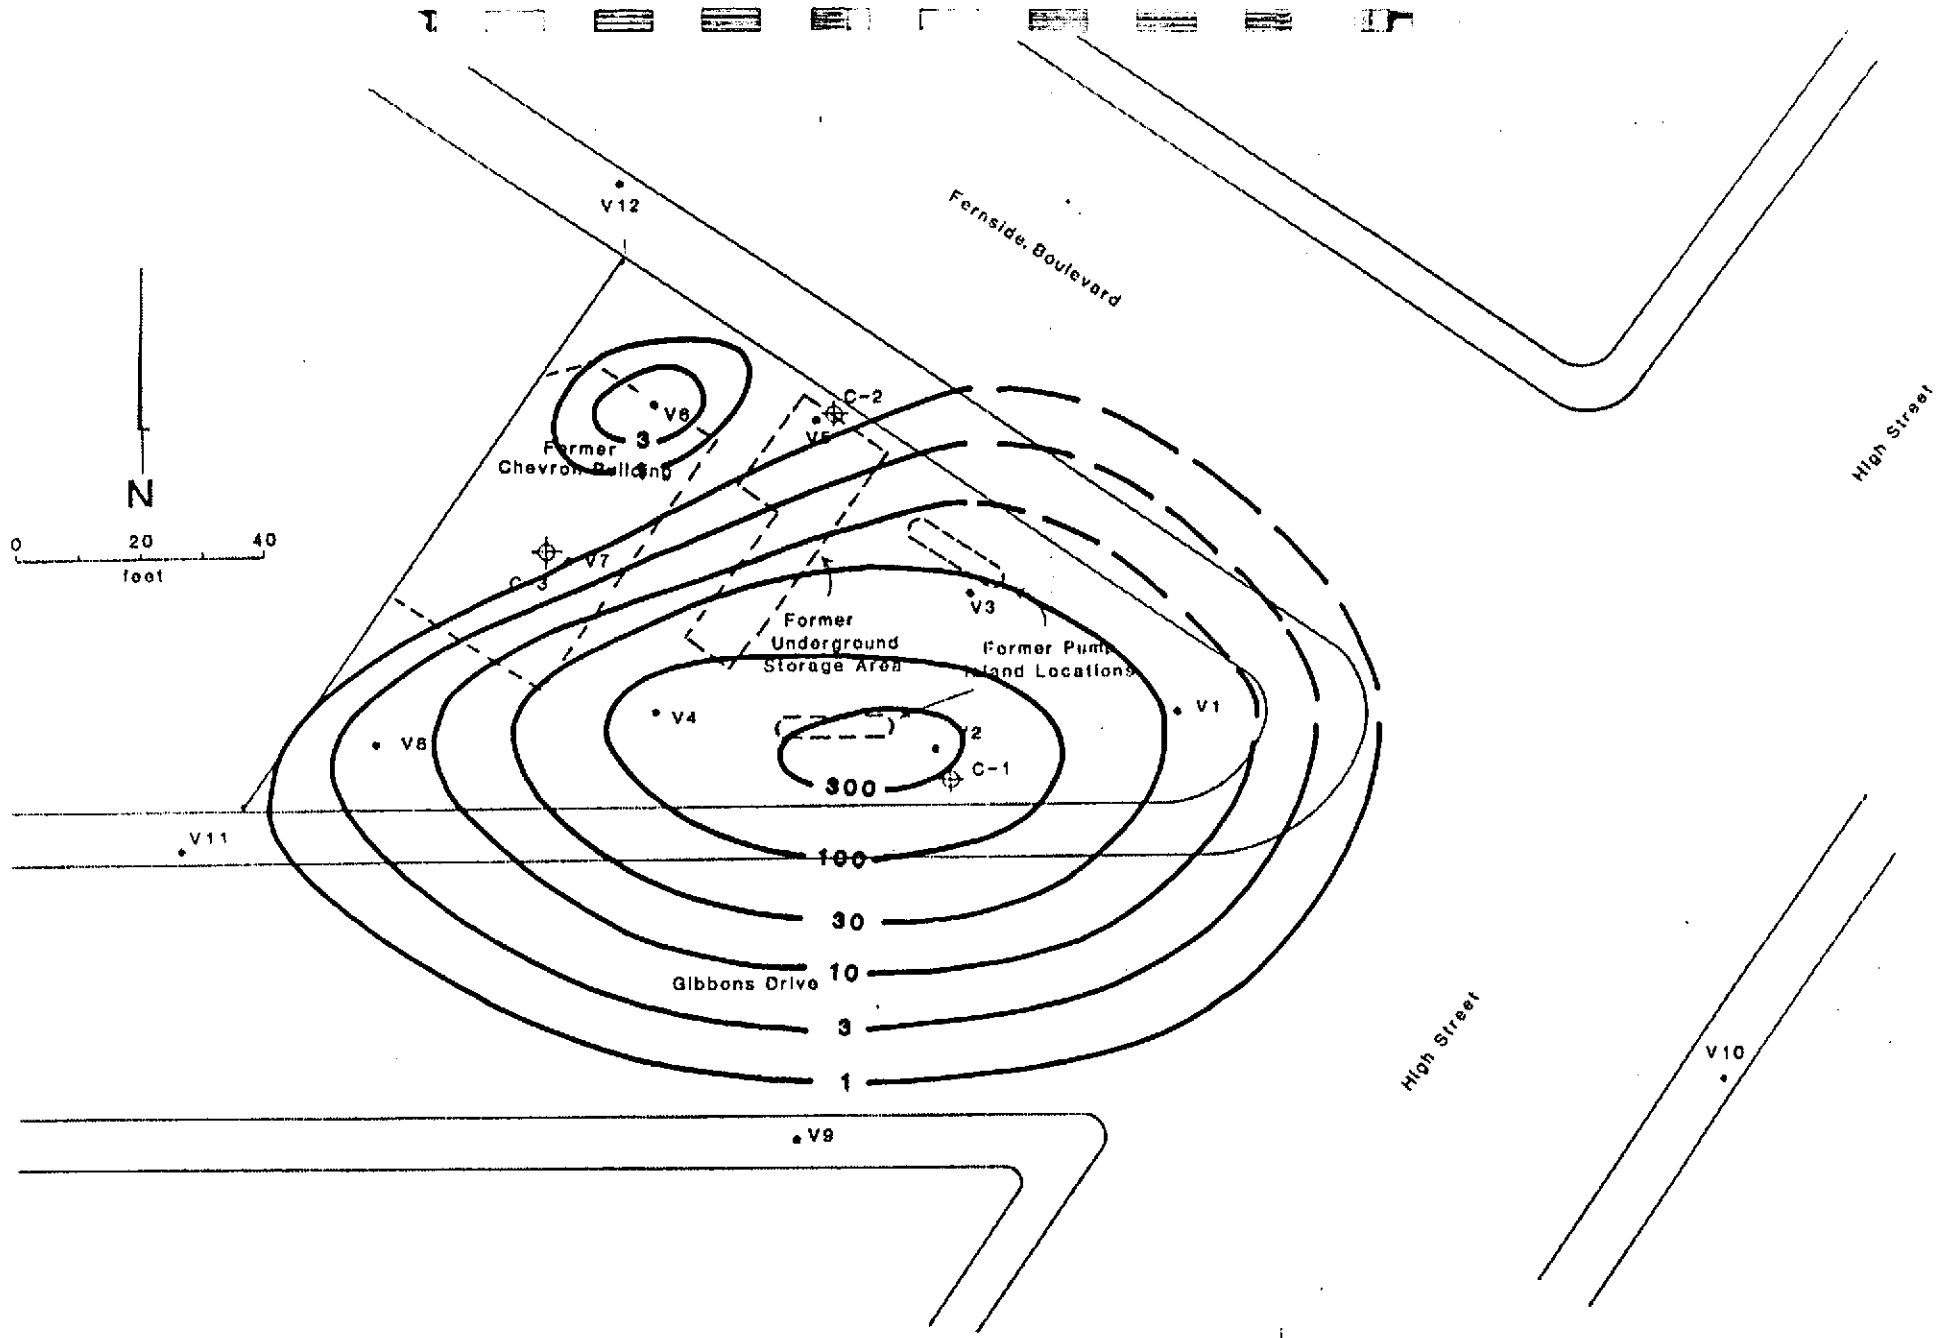 V12
Fernside, Boulevard
High Street
C-2
V6
V5
3
Former
Chevron Building
N
0 20 40
feet
V7
C-3
V3
Former
Underground
Storage Area
Former Pump
Island Locations
V4
V1
V8
C-1
300
V11
100
30
10
Gibbons Drive
3
1
High Street
V10
V9